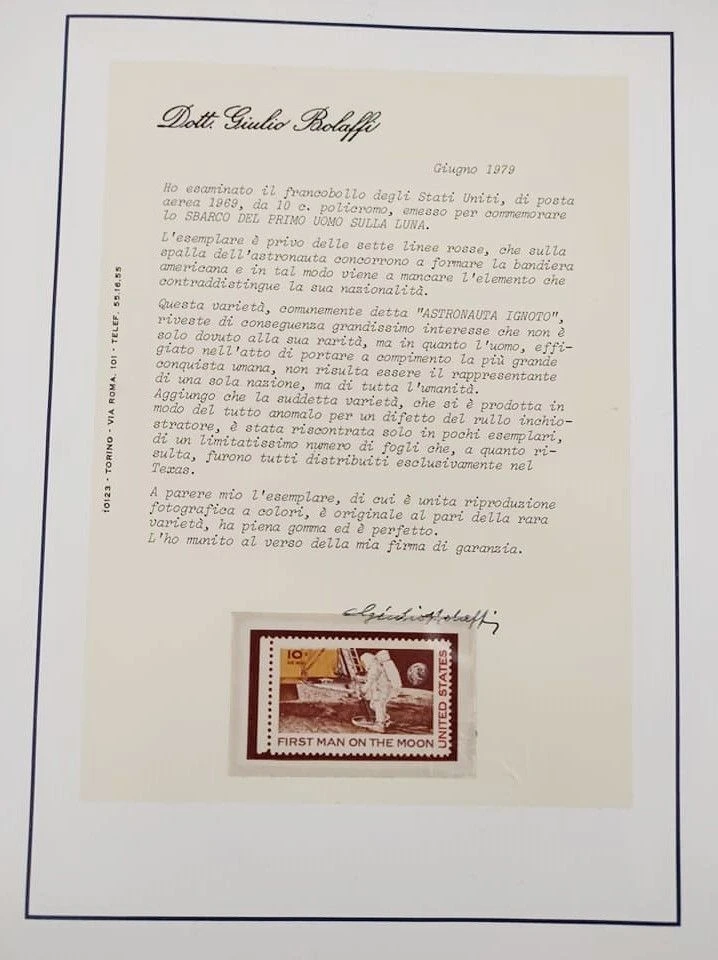 Dott. Giulio Bolaffi
Giugno 1979
Ho esaminato il francobollo degli Stati Uniti, di posta
aerea 1969, da 10 c. policromo, emesso per commemorare
lo SBARCO DEL PRIMO UOMO SULLA LUNA.
L'esemplare è privo delle sette linee rosse, che sulla
spalla dell'astronauta concorrono a formare la bandiera
americana e in tal modo viene a mancare l'elemento che
contraddistingue la sua nazionalità.
Questa varietà, comunemente detta "ASTRONAUTA IGNOTO",
riveste di conseguenza grandissimo interesse che non è
solo dovuto alla sua rarità, ma in quanto l'uomo, effi-
giato nell'atto di portare a compimento la più grande
conquista umana, non risulta essere il rappresentante
di una sola nazione, ma di tutta l'umanità.
Aggiungo che la suddetta varietà, che si è prodotta in
modo del tutto anomalo per un difetto del rullo inchio-
stratore, è stata riscontrata solo in pochi esemplari,
di un limitatissimo numero di fogli che, a quanto ri-
sulta, furono tutti distribuiti esclusivamente nel
Texas.
A parere mio l'esemplare, di cui è unita riproduzione
fotografica a colori, è originale al pari della rara
varietà, ha piena gomma ed è perfetto.
L'ho munito al verso della mia firma di garanzia.
10123 - TORINO - VIA ROMA, 101 - TELEF. 55.16.55
Giulio Bolaffi
10c
AIR MAIL
UNITED STATES
FIRST MAN ON THE MOON